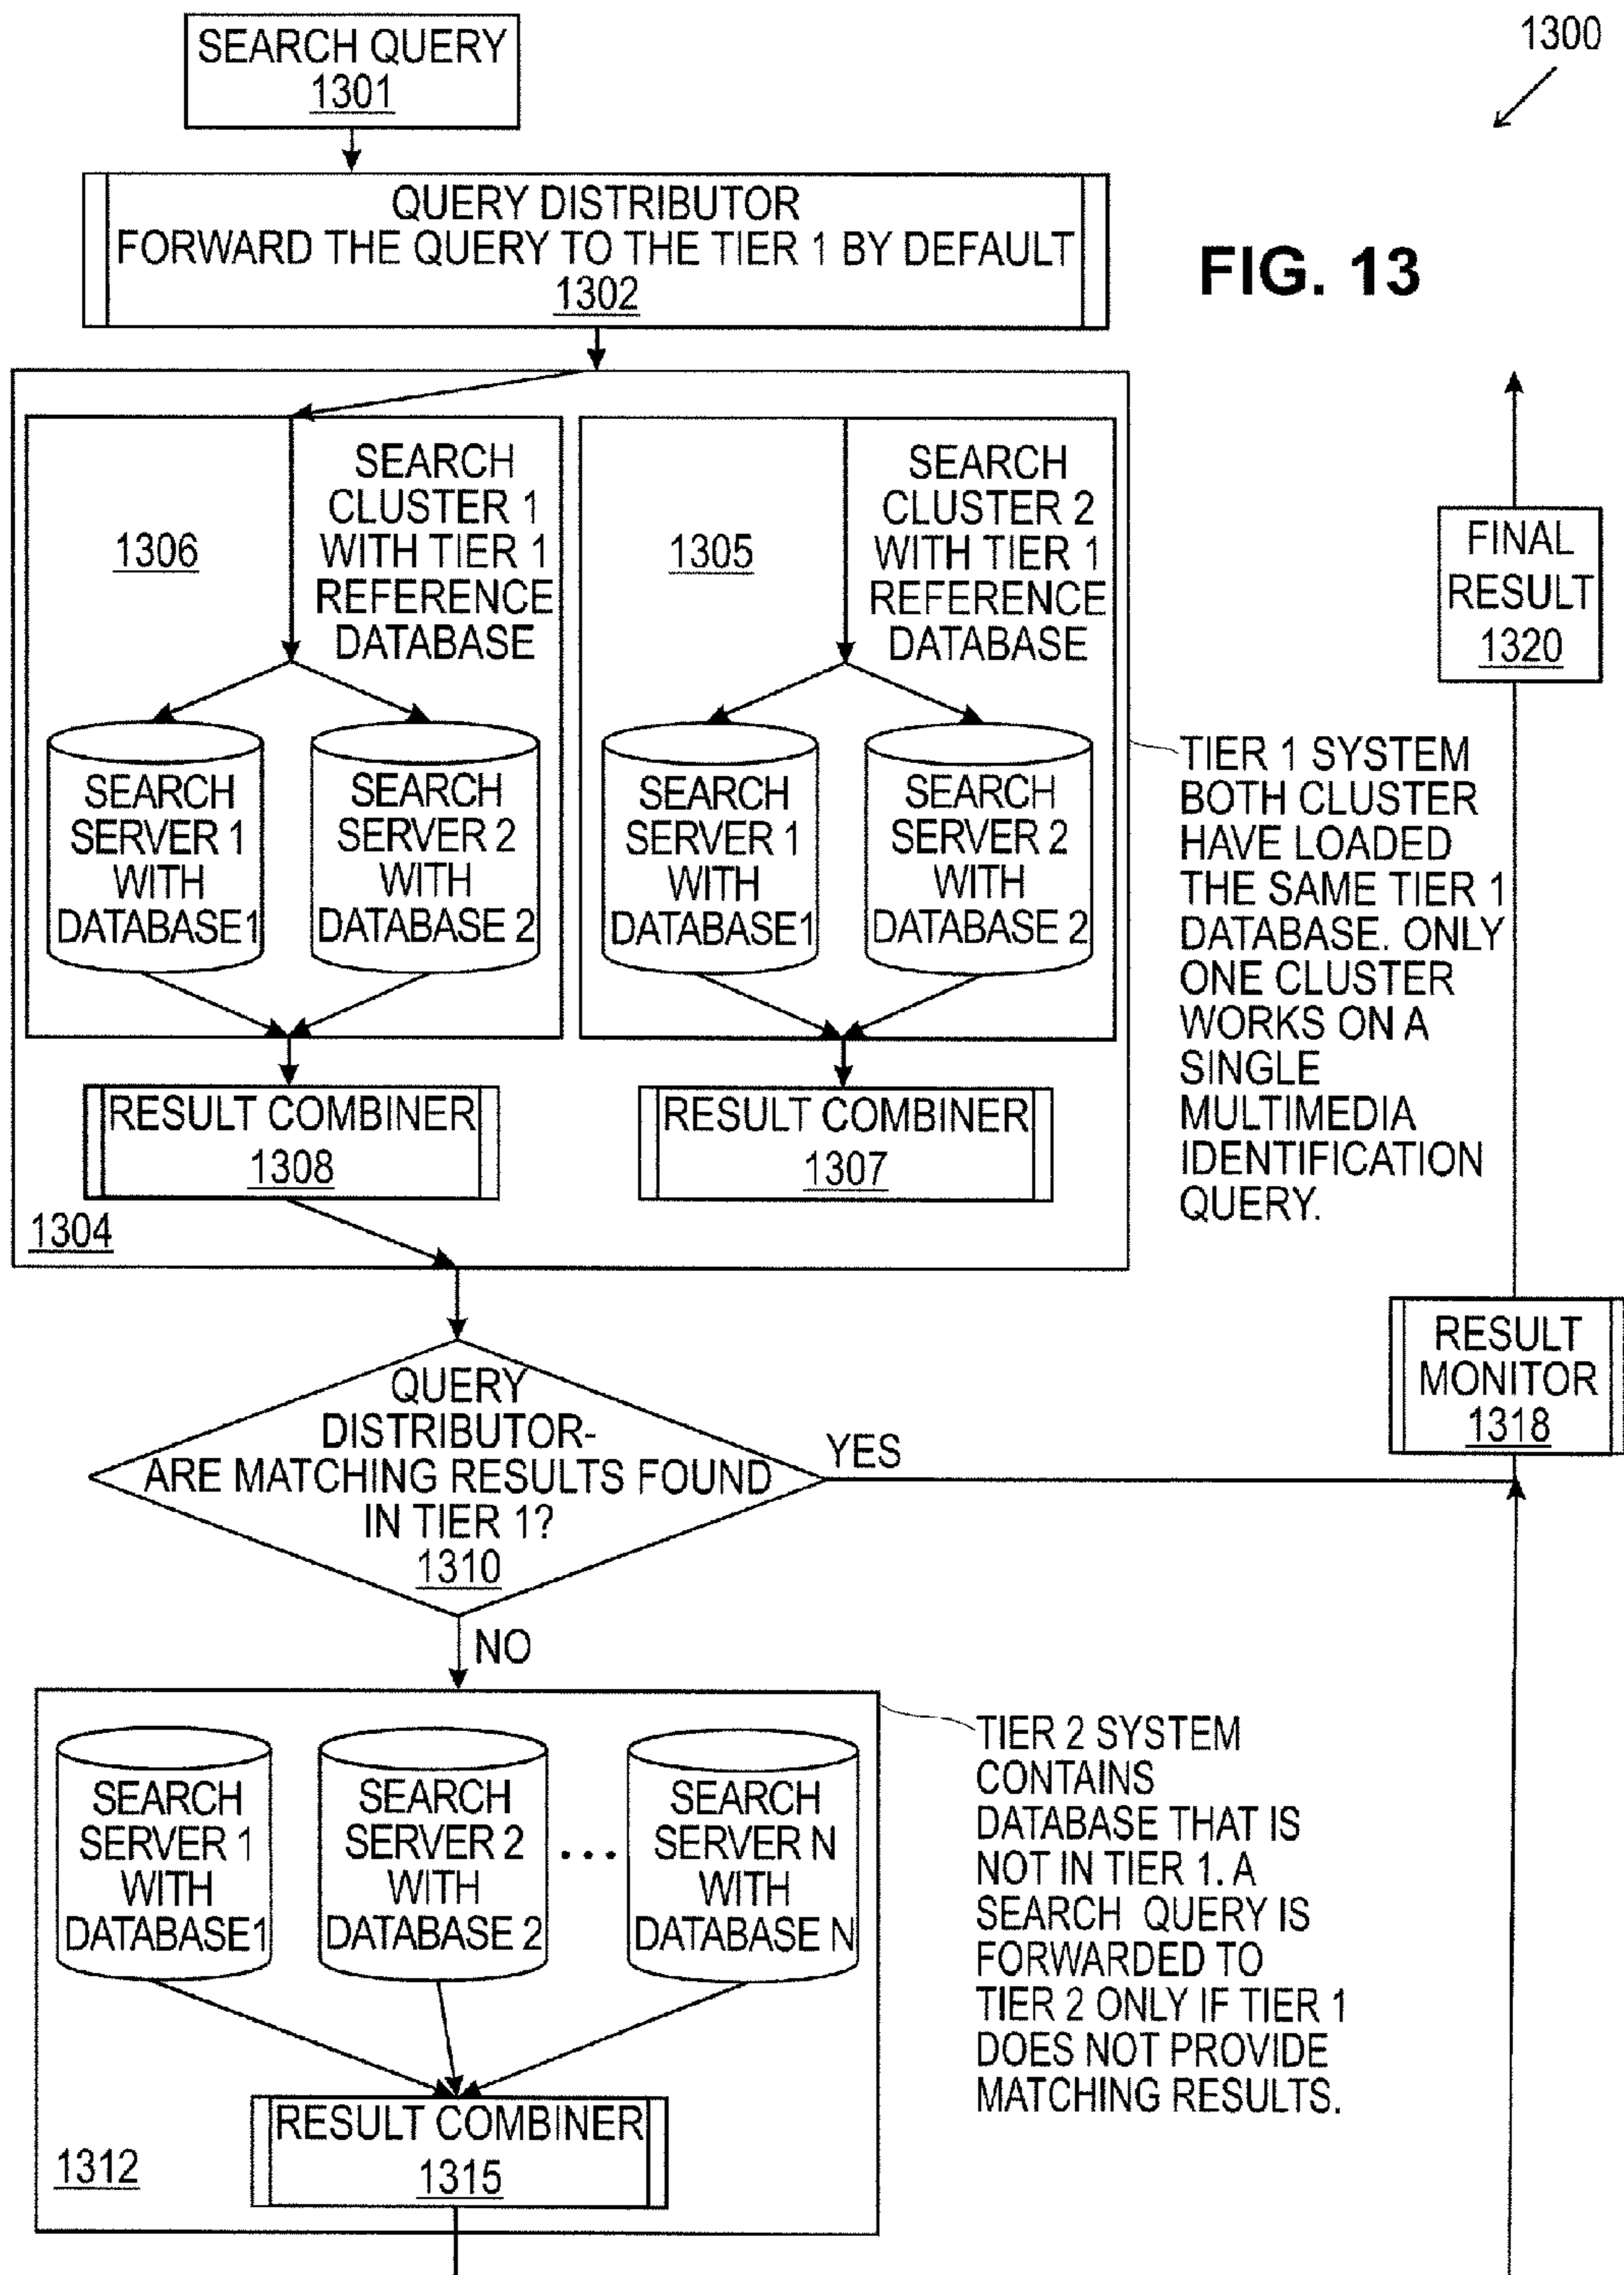 1300
SEARCH QUERY
1301
QUERY DISTRIBUTOR
FORWARD THE QUERY TO THE TIER 1 BY DEFAULT
1302
FIG. 13
1306
SEARCH
CLUSTER 1
WITH TIER 1
REFERENCE
DATABASE
1305
SEARCH
CLUSTER 2
WITH TIER 1
REFERENCE
DATABASE
SEARCH
SERVER 1
WITH
DATABASE1
SEARCH
SERVER 2
WITH
DATABASE 2
SEARCH
SERVER 1
WITH
DATABASE1
SEARCH
SERVER 2
WITH
DATABASE 2
RESULT COMBINER
1308
RESULT COMBINER
1307
1304
TIER 1 SYSTEM
BOTH CLUSTER
HAVE LOADED
THE SAME TIER 1
DATABASE. ONLY
ONE CLUSTER
WORKS ON A
SINGLE
MULTIMEDIA
IDENTIFICATION
QUERY.
FINAL
RESULT
1320
RESULT
MONITOR
1318
QUERY
DISTRIBUTOR-
ARE MATCHING RESULTS FOUND
IN TIER 1?
1310
YES
NO
SEARCH
SERVER 1
WITH
DATABASE1
SEARCH
SERVER 2
WITH
DATABASE 2
...
SEARCH
SERVER N
WITH
DATABASE N
RESULT COMBINER
1315
1312
TIER 2 SYSTEM
CONTAINS
DATABASE THAT IS
NOT IN TIER 1. A
SEARCH QUERY IS
FORWARDED TO
TIER 2 ONLY IF TIER 1
DOES NOT PROVIDE
MATCHING RESULTS.